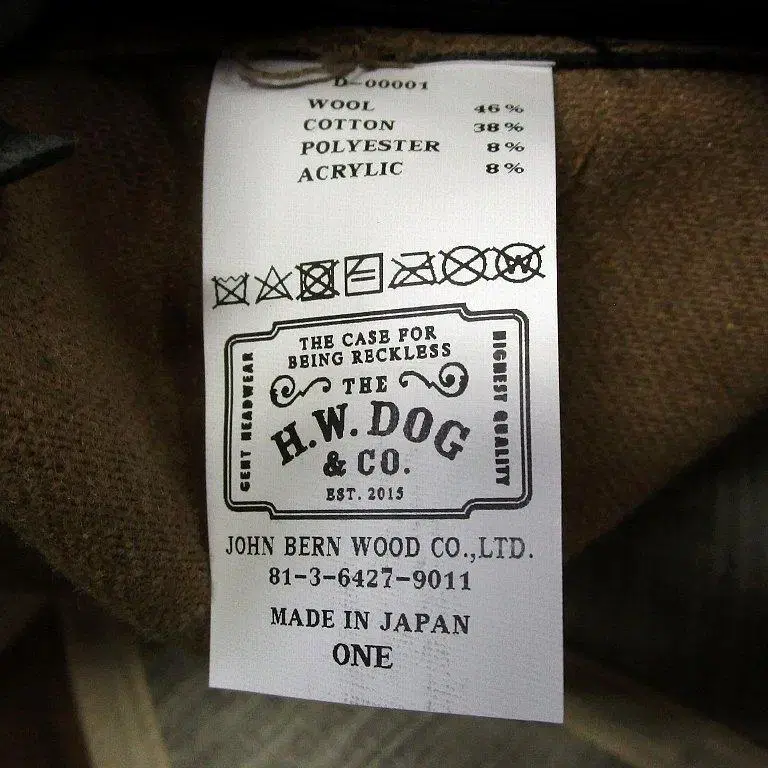 D-00001
WOOL 46%
COTTON 38%
POLYESTER 8%
ACRYLIC 8%
W
THE CASE FOR
BEING RECKLESS
GENT HEADWEAR
THE
H.W.DOG
& CO.
EST. 2015
HIGHEST QUALITY
JOHN BERN WOOD CO.,LTD.
81-3-6427-9011
MADE IN JAPAN
ONE